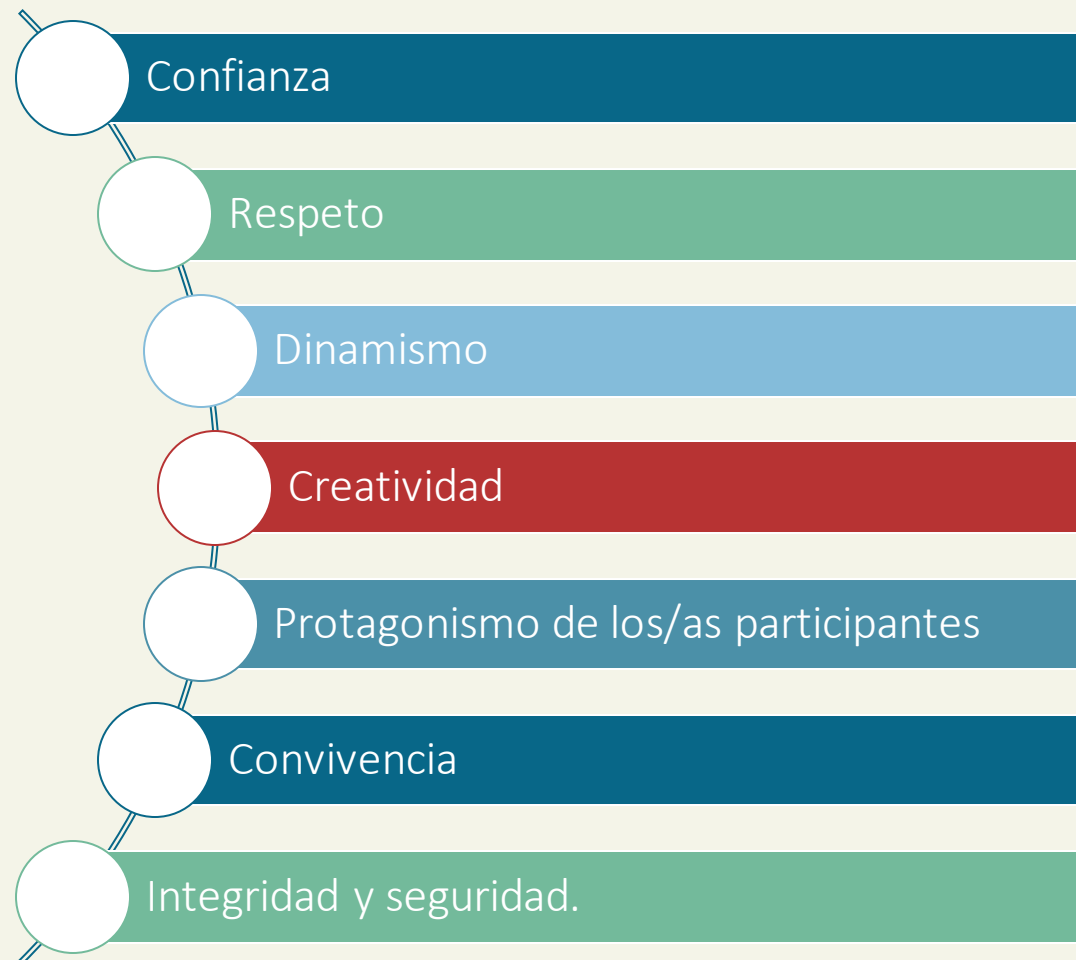 Confianza
Respeto
Dinamismo
Creatividad
Protagonismo de los/as participantes
Convivencia
Integridad y seguridad.